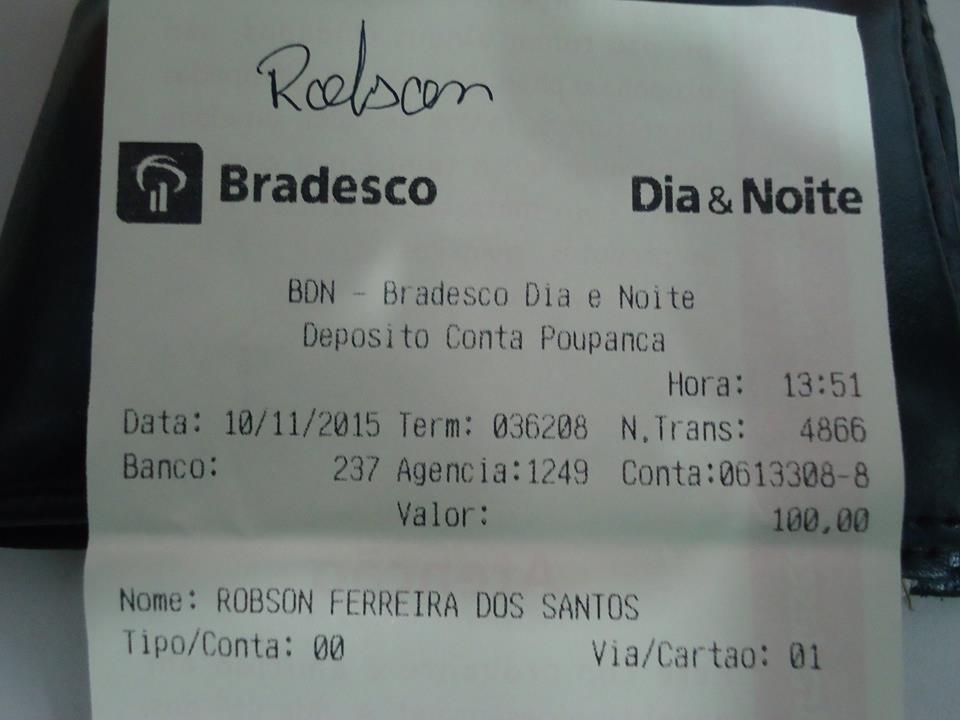 Robson
Bradesco Dia & Noite
BDN - Bradesco Dia e Noite
Deposito Conta Poupanca
Hora: 13:51
Data: 10/11/2015 Term: 036208 N.Trans: 4866
Banco: 237 Agencia:1249 Conta:0613308-8
Valor: 100,00
Nome: ROBSON FERREIRA DOS SANTOS
Tipo/Conta: 00 Via/Cartao: 01